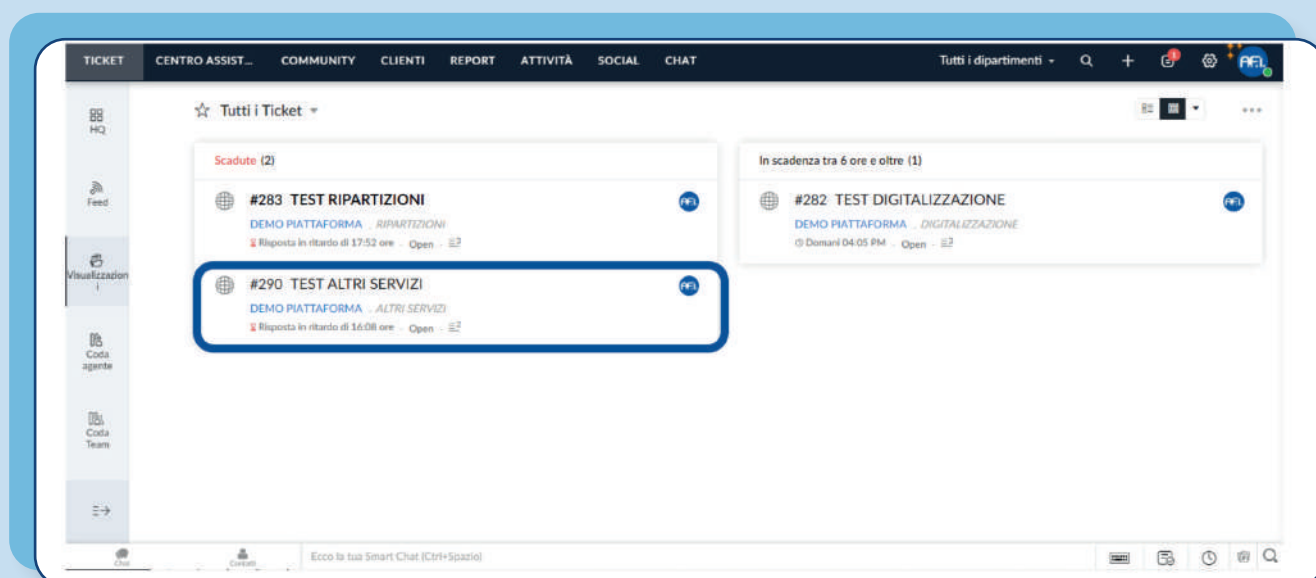 TICKET CENTRO ASSIST... COMMUNITY CLIENTI REPORT ATTIVITÀ SOCIAL CHAT Tutti i dipartimenti AFI.
HQ
Feed
Visualizzazion
i
Coda
agente
Coda
Team
Tutti i Ticket
Scadute (2)
#283 TEST RIPARTIZIONI
DEMO PIATTAFORMA . RIPARTIZIONI
Risposta in ritardo di 17:52 ore . Open .
#290 TEST ALTRI SERVIZI
DEMO PIATTAFORMA . ALTRI SERVIZI
Risposta in ritardo di 16:08 ore . Open .
In scadenza tra 6 ore e oltre (1)
#282 TEST DIGITALIZZAZIONE
DEMO PIATTAFORMA . DIGITALIZZAZIONE
Domani 04:05 PM . Open .
Chat Contatti Ecco la tua Smart Chat (Ctrl+Spazio)